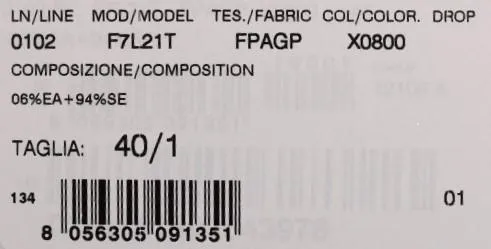 LN/LINE MOD/MODEL TES./FABRIC COL/COLOR. DROP
0102 F7L21T FPAGP X0800
COMPOSIZIONE/COMPOSITION
06%EA+94%SE
TAGLIA: 40/1
134 01
8 056305 091351